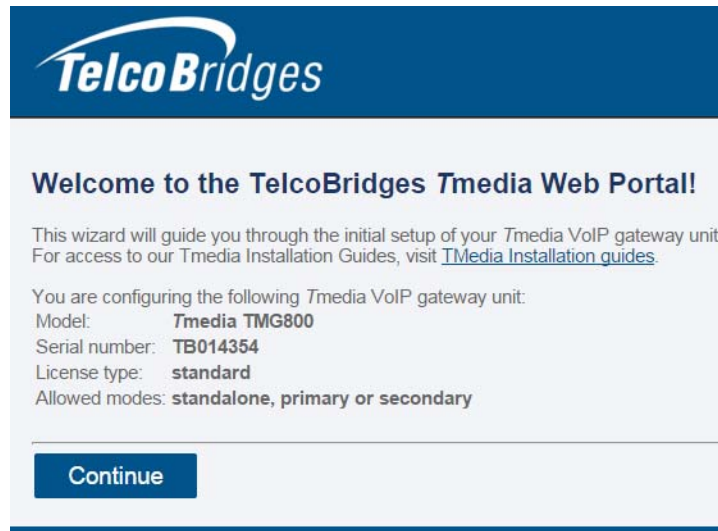 TelcoBridges
Welcome to the TelcoBridges Tmedia Web Portal!
This wizard will guide you through the initial setup of your Tmedia VoIP gateway unit
For access to our Tmedia Installation Guides, visit TMedia Installation guides.
You are configuring the following Tmedia VoIP gateway unit:
Model: Tmedia TMG800
Serial number: TB014354
License type: standard
Allowed modes: standalone, primary or secondary
Continue